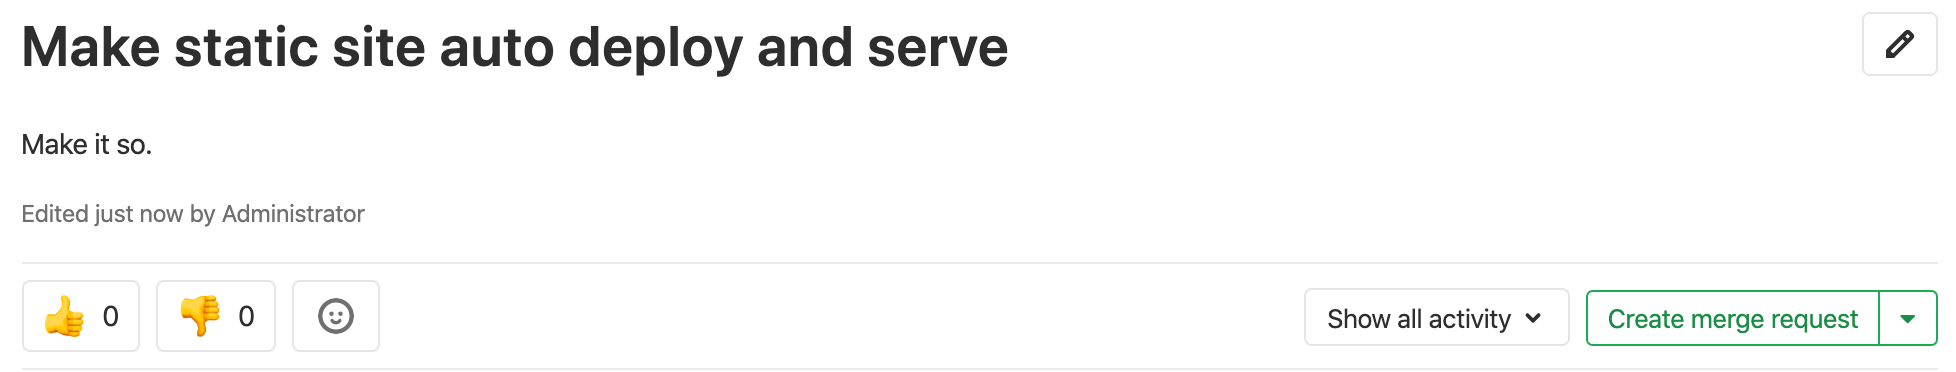 Make static site auto deploy and serve
Make it so.
Edited just now by Administrator
0 0
Show all activity
Create merge request